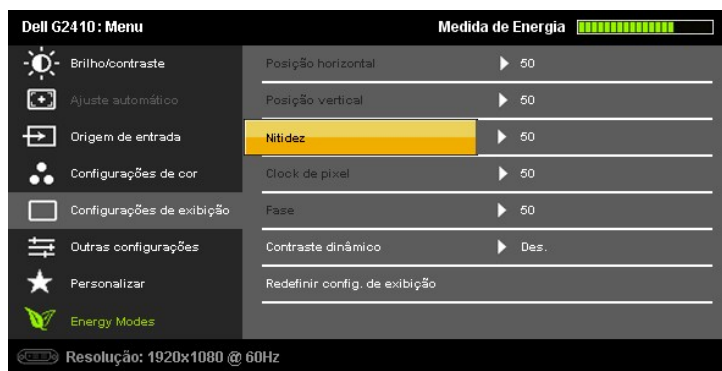 Dell G2410 : Menu Medida de Energia
Brilho/contraste Posição horizontal 50
Ajuste automático Posição vertical 50
Origem de entrada Nitidez 50
Configurações de cor Clock de pixel 50
Configurações de exibição Fase 50
Outras configurações Contraste dinâmico Des.
Personalizar Redefinir config. de exibição
Energy Modes
Resolução: 1920x1080 @ 60Hz